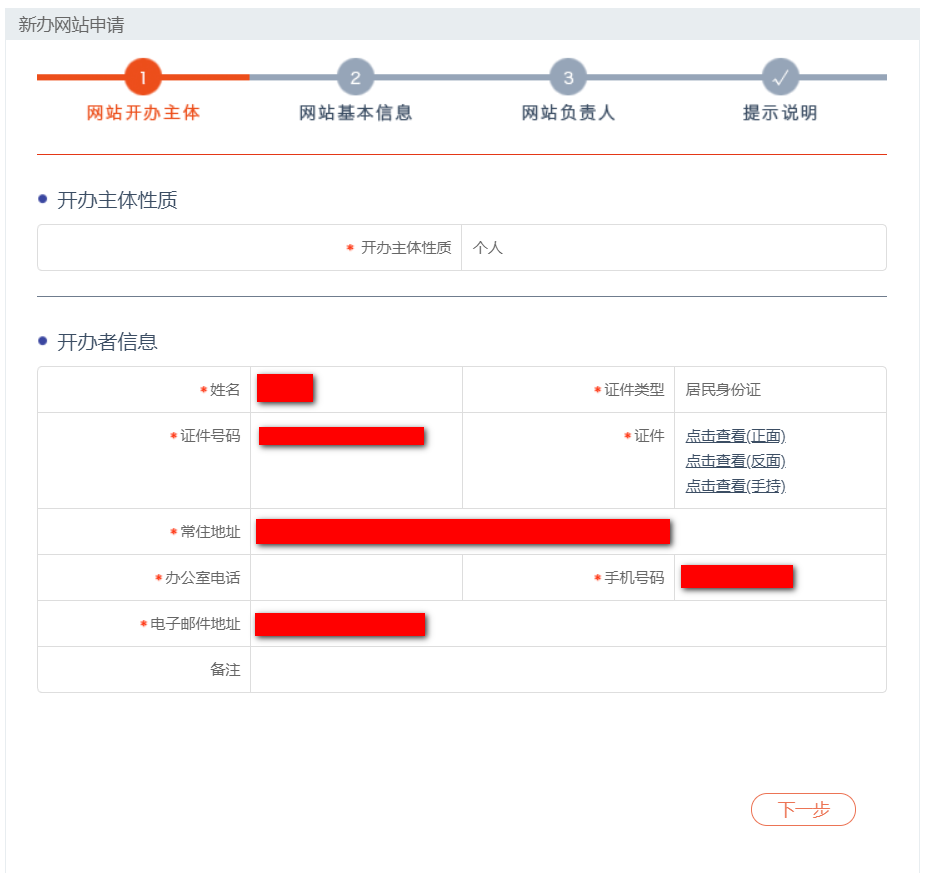 新办网站申请
1 2 3
网站开办主体 网站基本信息 网站负责人 提示说明
开办主体性质
* 开办主体性质 个人
开办者信息
*姓名 *证件类型 居民身份证
*证件号码 *证件 点击查看(正面)
点击查看(反面)
点击查看(手持)
*常住地址
*办公室电话 *手机号码
*电子邮件地址
备注
下一步